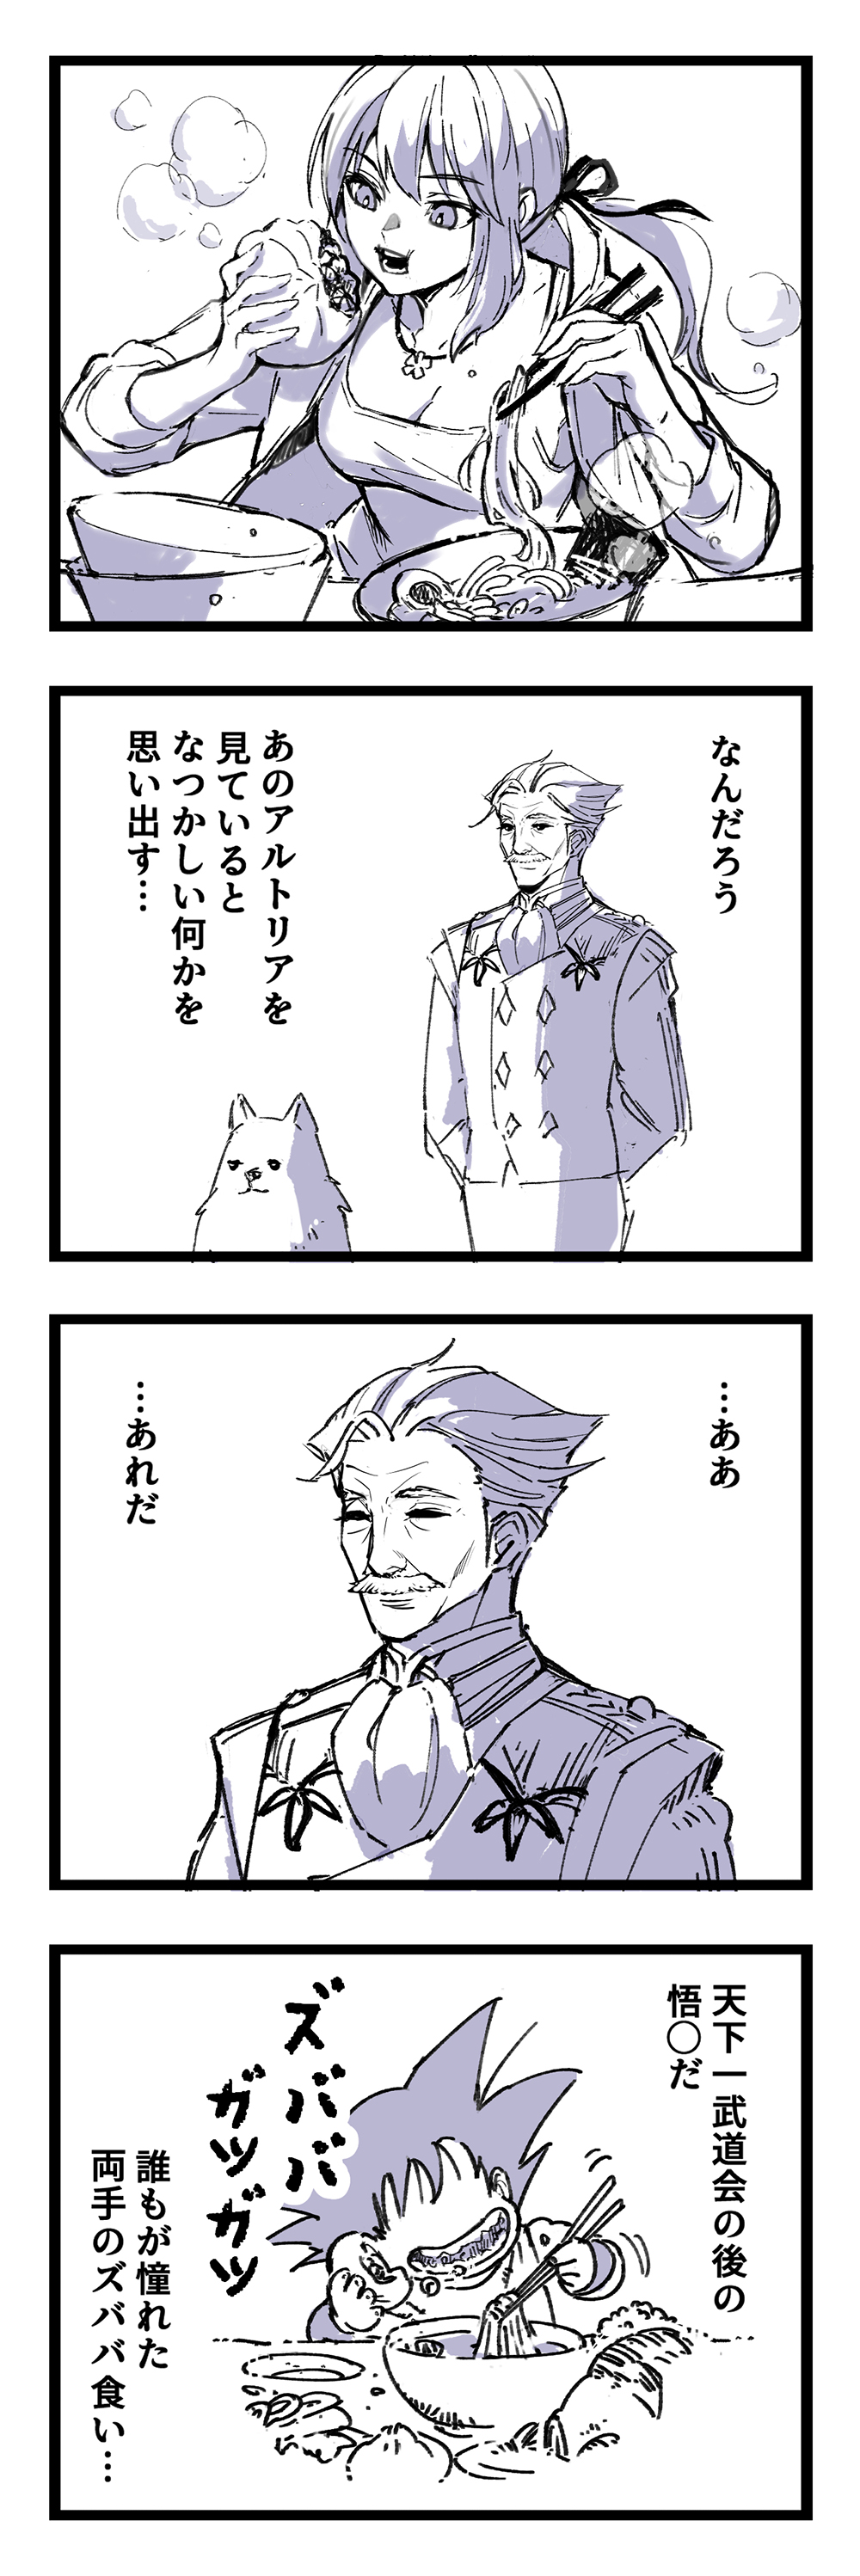 なんだろう
あのアルトリアを
見ていると
なつかしい何かを
思い出す…
…ああ
…あれだ
天下一武道会の後の
悟〇だ
ズババ
ガツガツ
誰もが憧れた
両手のズババ食い…